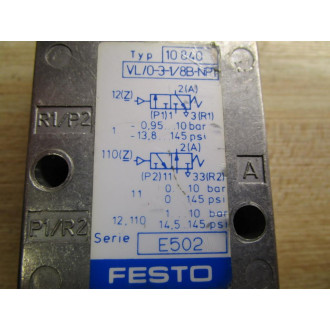 Typ 10 840
VL/0-3-1/8B-NPT
12(Z) 2(A)
(P)1 3(R1)
R1/P2
1 - 0,95 10 bar
-13,8 145 psi
110(Z) 2(A)
(P2)11 33(R2)
A
11 0 10 bar
0 145 psi
P1/R2
12,110 1 10 bar
14,5 145 psi
Serie E502
FESTO